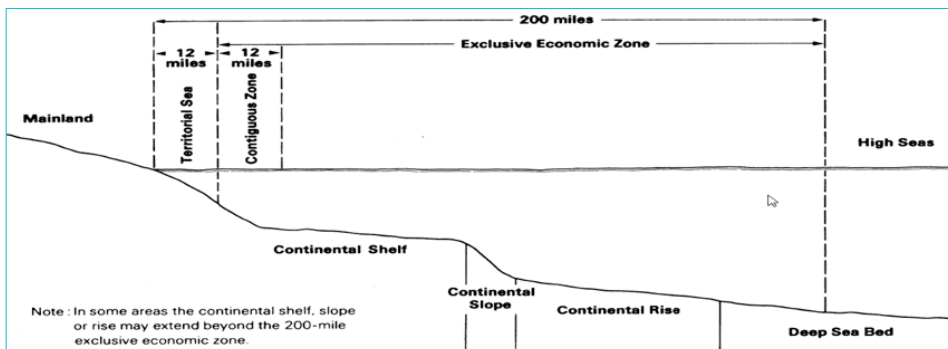 200 miles
Exclusive Economic Zone
12 miles
12 miles
Territorial Sea
Contiguous Zone
Mainland
High Seas
Continental Shelf
Continental Slope
Continental Rise
Deep Sea Bed
Note : In some areas the continental shelf, slope
or rise may extend beyond the 200-mile
exclusive economic zone.